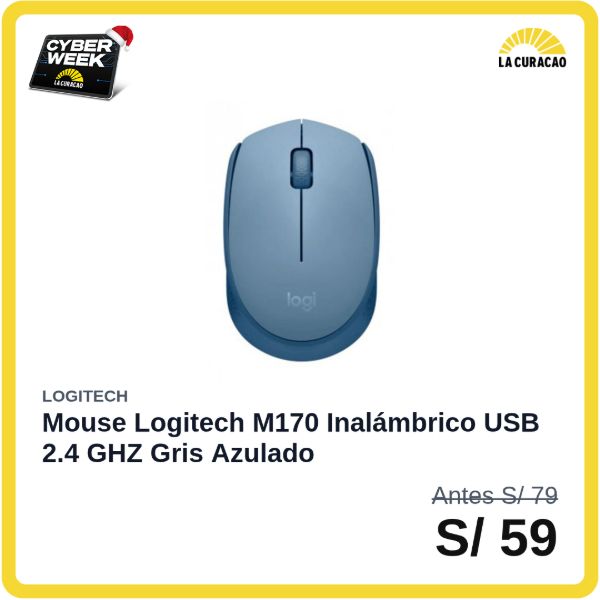 CYBER
WEEK
LA CURACAO
LA CURACAO
logi
LOGITECH
Mouse Logitech M170 Inalámbrico USB
2.4 GHZ Gris Azulado
Antes S/ 79
S/ 59